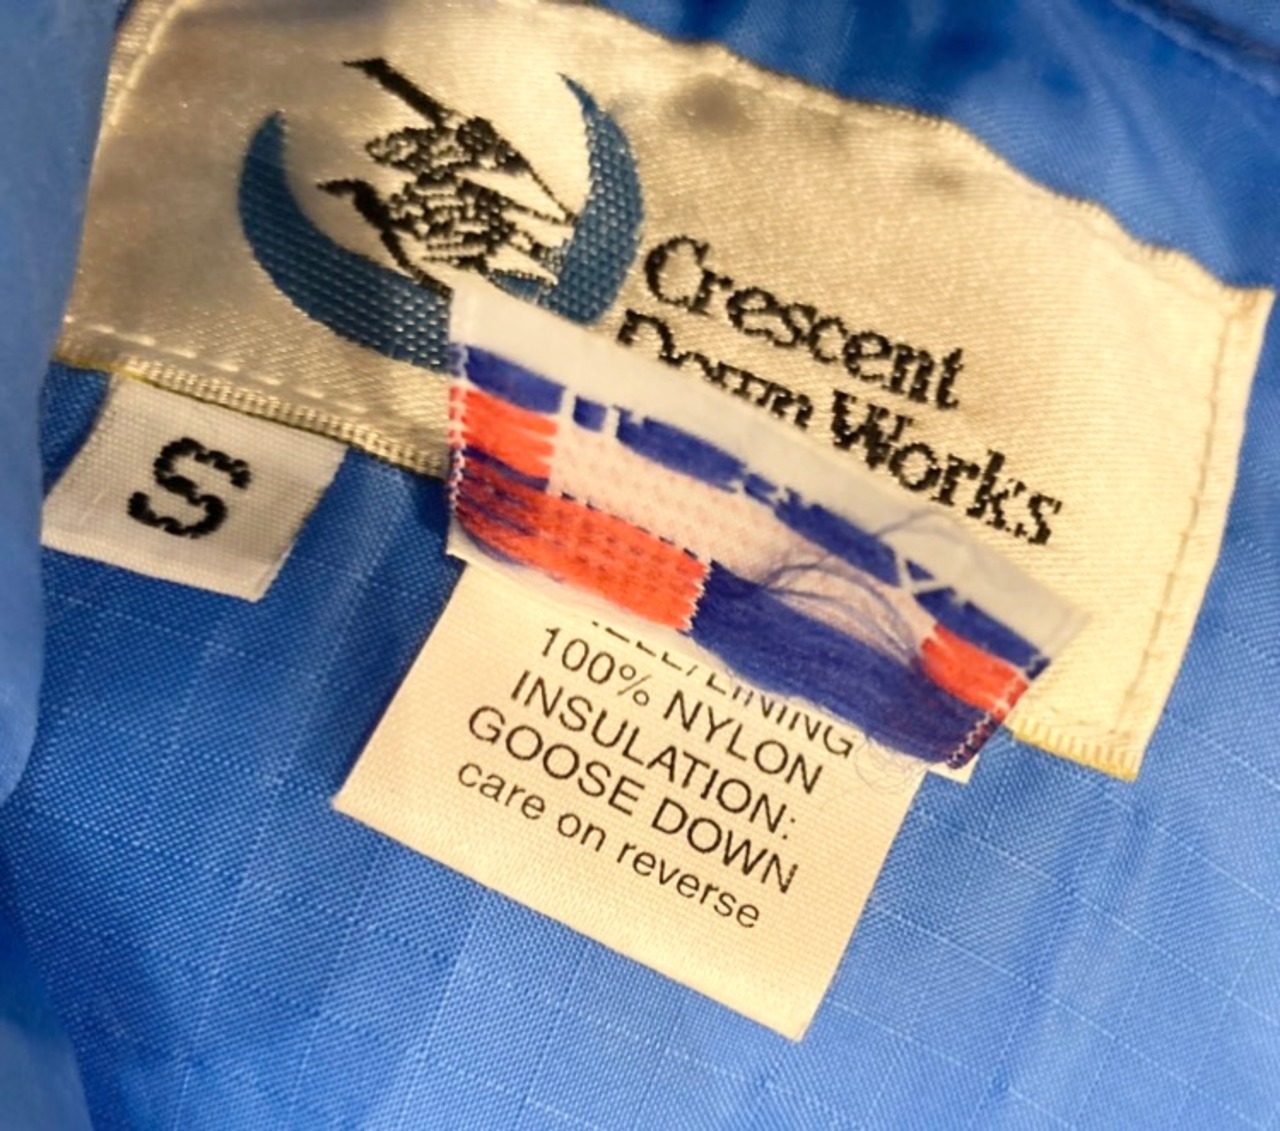 Crescent
Down Works
S
100% NYLON
INSULATION:
GOOSE DOWN
care on reverse